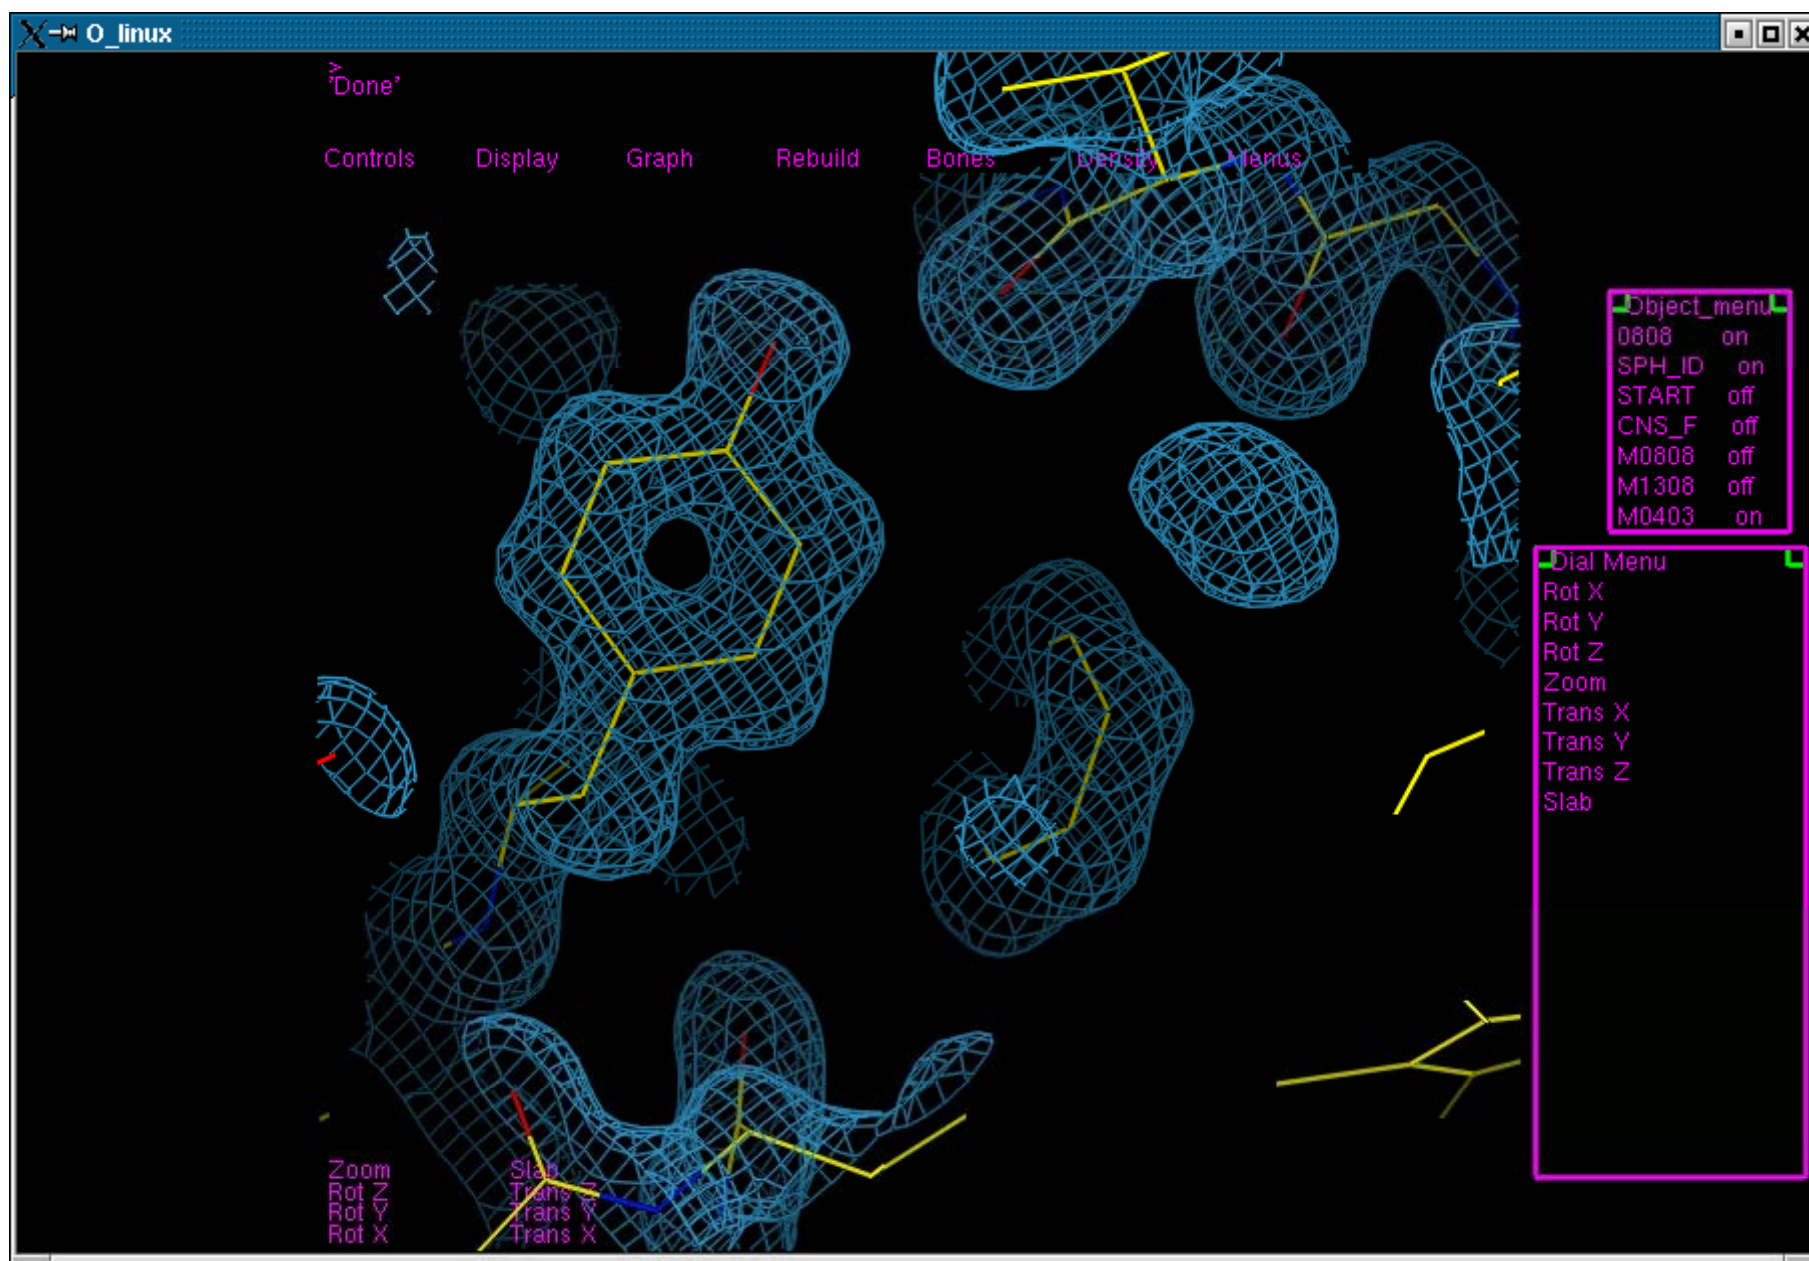 O_linux
>
'Done'
Controls Display Graph Rebuild Bones Density Menus
Object_menu
0808 on
SPH_ID on
START off
CNS_F off
M0808 off
M1308 off
M0403 on
Dial Menu
Rot X
Rot Y
Rot Z
Zoom
Trans X
Trans Y
Trans Z
Slab
Zoom Slab
Rot Z Trans Z
Rot Y Trans Y
Rot X Trans X